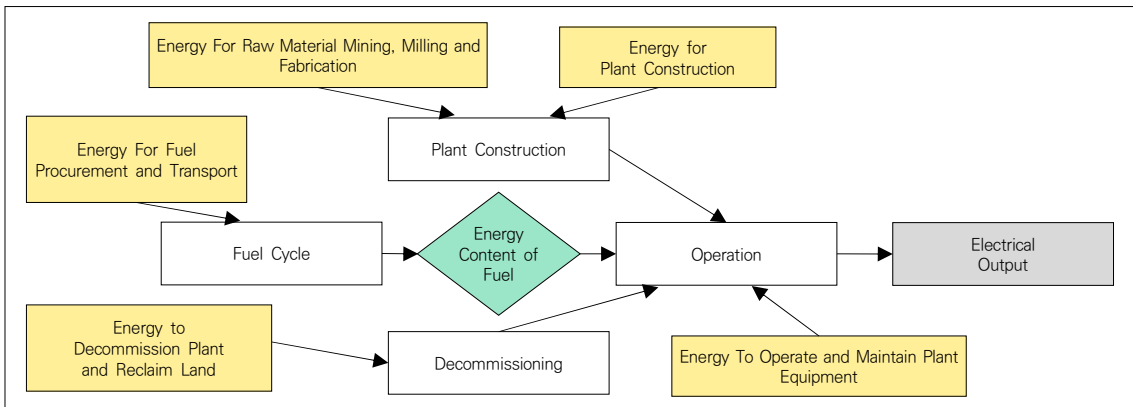 Energy For Raw Material Mining, Milling and
Fabrication
Energy for
Plant Construction
Energy For Fuel
Procurement and Transport
Plant Construction
Fuel Cycle
Energy
Content of
Fuel
Operation
Electrical
Output
Energy to
Decommission Plant
and Reclaim Land
Decommissioning
Energy To Operate and Maintain Plant
Equipment